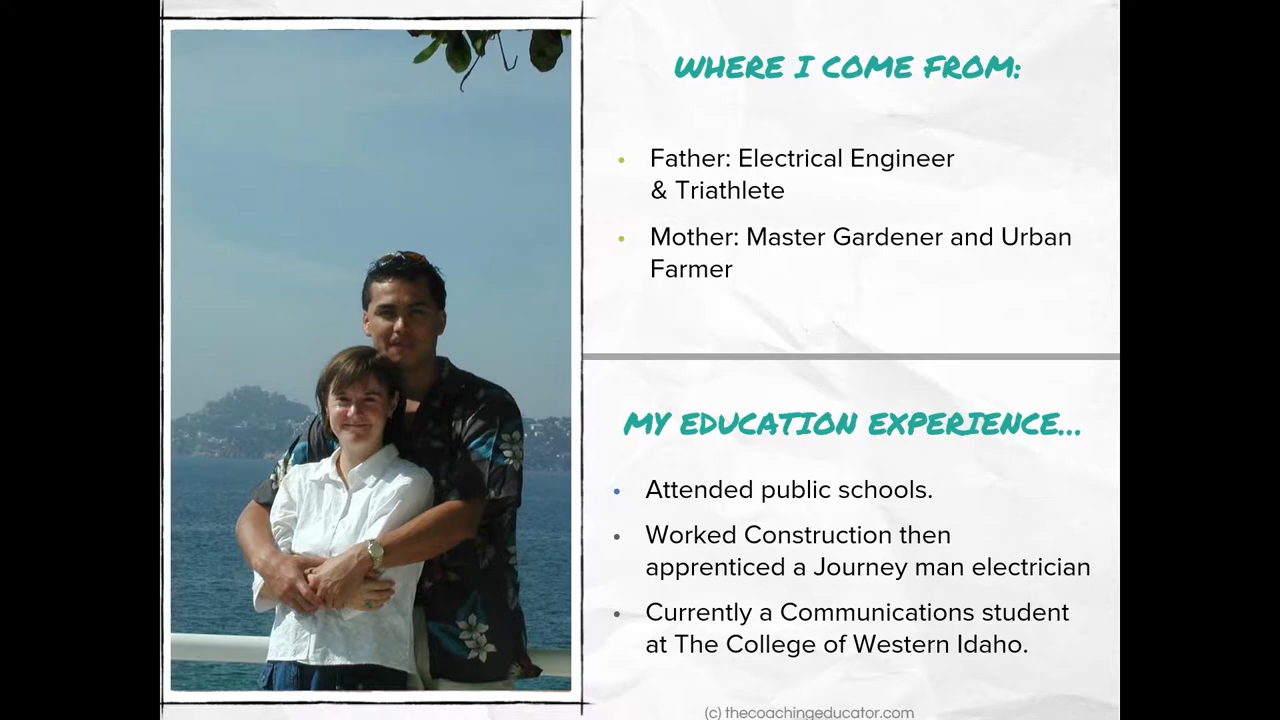 WHERE I COME FROM:
• Father: Electrical Engineer
& Triathlete
• Mother: Master Gardener and Urban
Farmer
MY EDUCATION EXPERIENCE...
• Attended public schools.
• Worked Construction then
apprenticed a Journey man electrician
• Currently a Communications student
at The College of Western Idaho.
(c) thecoachingeducator.com